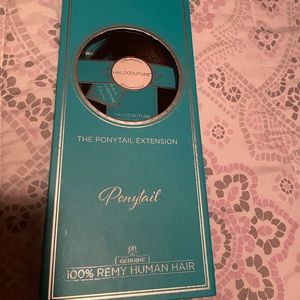 HALOCOUTURE
HALOCOUTURE
THE PONYTAIL EXTENSION
Ponytail
GENUINE
100% REMY HUMAN HAIR